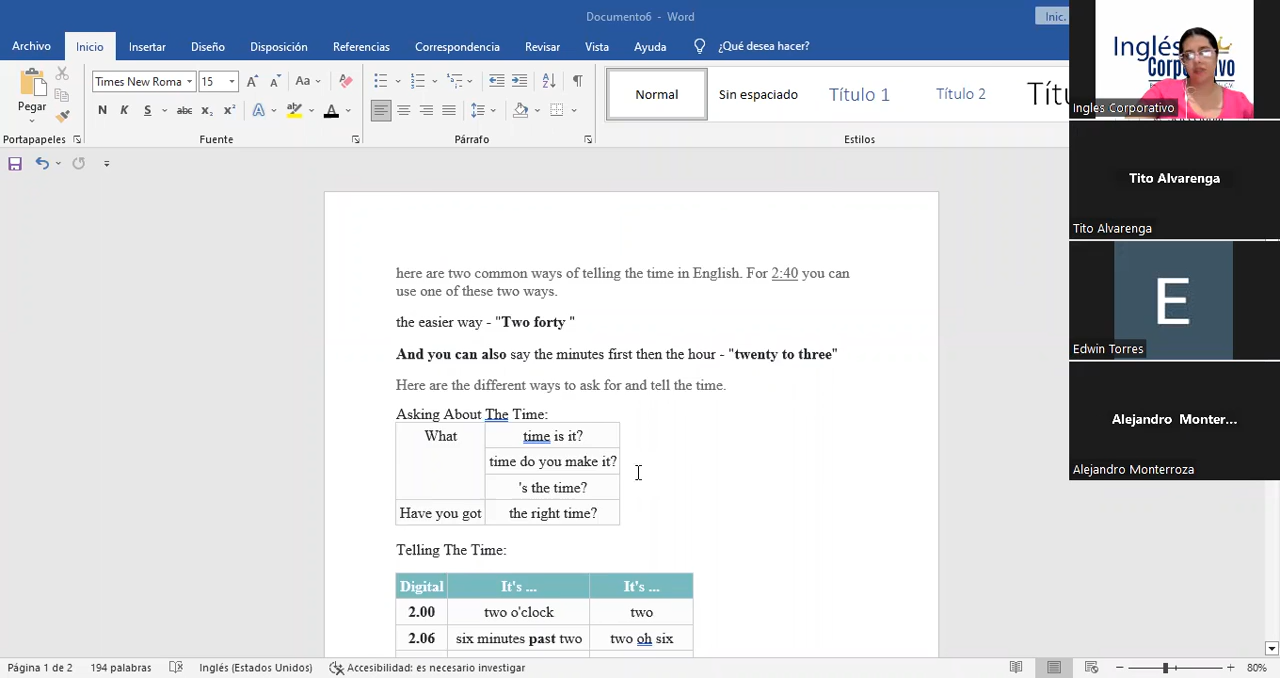 Documento6 - Word
Inic.
Archivo Inicio Insertar Diseño Disposición Referencias Correspondencia Revisar Vista Ayuda ¿Qué desea hacer?
Pegar
Times New Roma 15
Aa
N K S abc x₂ x² A A
Normal
Sin espaciado
Título 1
Título 2
Portapapeles Fuente Párrafo Estilos
Inglés
Corporativo
Ingles Corporativo
Tito Alvarenga
Tito Alvarenga
E
Edwin Torres
Alejandro Monter...
Alejandro Monterroza
here are two common ways of telling the time in English. For 2:40 you can
use one of these two ways.
the easier way - "Two forty "
And you can also say the minutes first then the hour - "twenty to three"
Here are the different ways to ask for and tell the time.
Asking About The Time:
What time is it?
time do you make it?
's the time?
Have you got the right time?
Telling The Time:
Digital It's ... It's ...
2.00 two o'clock two
2.06 six minutes past two two oh six
Página 1 de 2 194 palabras Inglés (Estados Unidos) Accesibilidad: es necesario investigar 80%